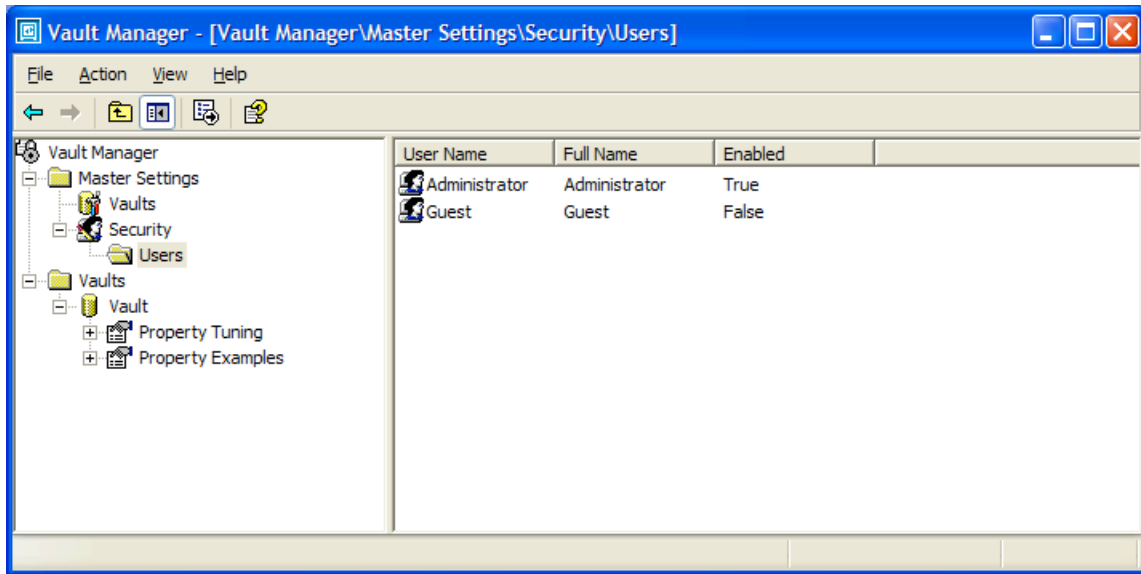 Vault Manager - [Vault Manager\Master Settings\Security\Users]
File Action View Help
Vault Manager
Master Settings
Vaults
Security
Users
Vaults
Vault
Property Tuning
Property Examples
User Name Full Name Enabled
Administrator Administrator True
Guest Guest False